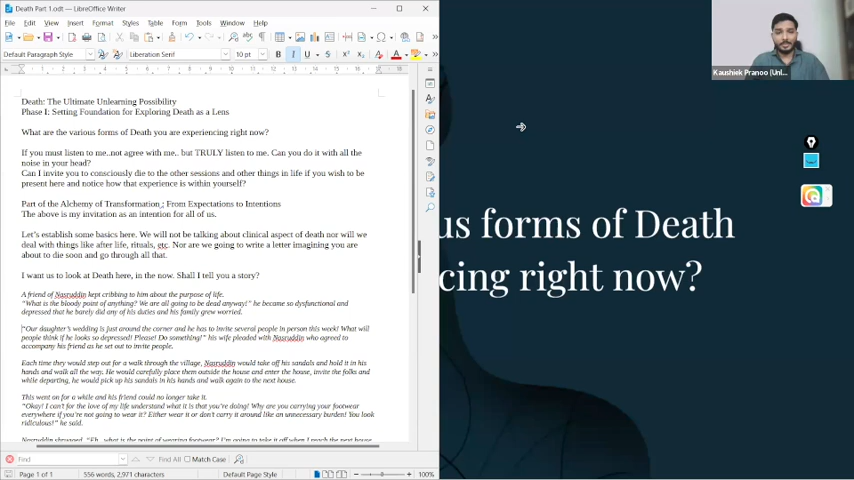 Death Part 1.odt — LibreOffice Writer
File Edit View Insert Format Styles Table Form Tools Window Help
Default Paragraph Style Liberation Serif 10 pt
Death: The Ultimate Unlearning Possibility
Phase I: Setting Foundation for Exploring Death as a Lens
What are the various forms of Death you are experiencing right now?
If you must listen to me..not agree with me.. but TRULY listen to me. Can you do it with all the
noise in your head?
Can I invite you to consciously die to the other sessions and other things in life if you wish to be
present here and notice how that experience is within yourself?
Part of the Alchemy of Transformation : From Expectations to Intentions
The above is my invitation as an intention for all of us.
Let's establish some basics here. We will not be talking about clinical aspect of death nor will we
deal with things like after life, rituals, etc. Nor are we going to write a letter imagining you are
about to die soon and go through all that.
I want us to look at Death here, in the now. Shall I tell you a story?
A friend of Nasruddin kept cribbing to him about the purpose of life.
"What is the bloody point of anything? We are all going to be dead anyway!" he became so dysfunctional and
depressed that he barely did any of his duties and his family grew worried.
"Our daughter's wedding is just around the corner and he has to invite several people in person this week! What will
people think if he looks so depressed! Please! Do something!" his wife pleaded with Nasruddin who agreed to
accompany his friend as he set out to invite people.
Each time they would step out for a walk through the village, Nasruddin would take off his sandals and hold it in his
hands and walk all the way. He would carefully place them outside the house and enter the house, invite the folks and
while departing, he would pick up his sandals in his hands and walk again to the next house.
This went on for a while and his friend could no longer take it.
"Okay! I can't for the love of my life understand what it is that you're doing! Why are you carrying your footwear
everywhere if you're not going to wear it? Either wear it or don't carry it around like an unnecessary burden! You look
ridiculous!" he said.
Nasruddin shrugged, "Eh.. what is the point of wearing footwear? I'm going to take it off when I reach the next house
Find Find All Match Case
Page 1 of 1 556 words, 2,971 characters Default Page Style 100%
us forms of Death
cing right now?
Kaushiek Pranoo (Unl...